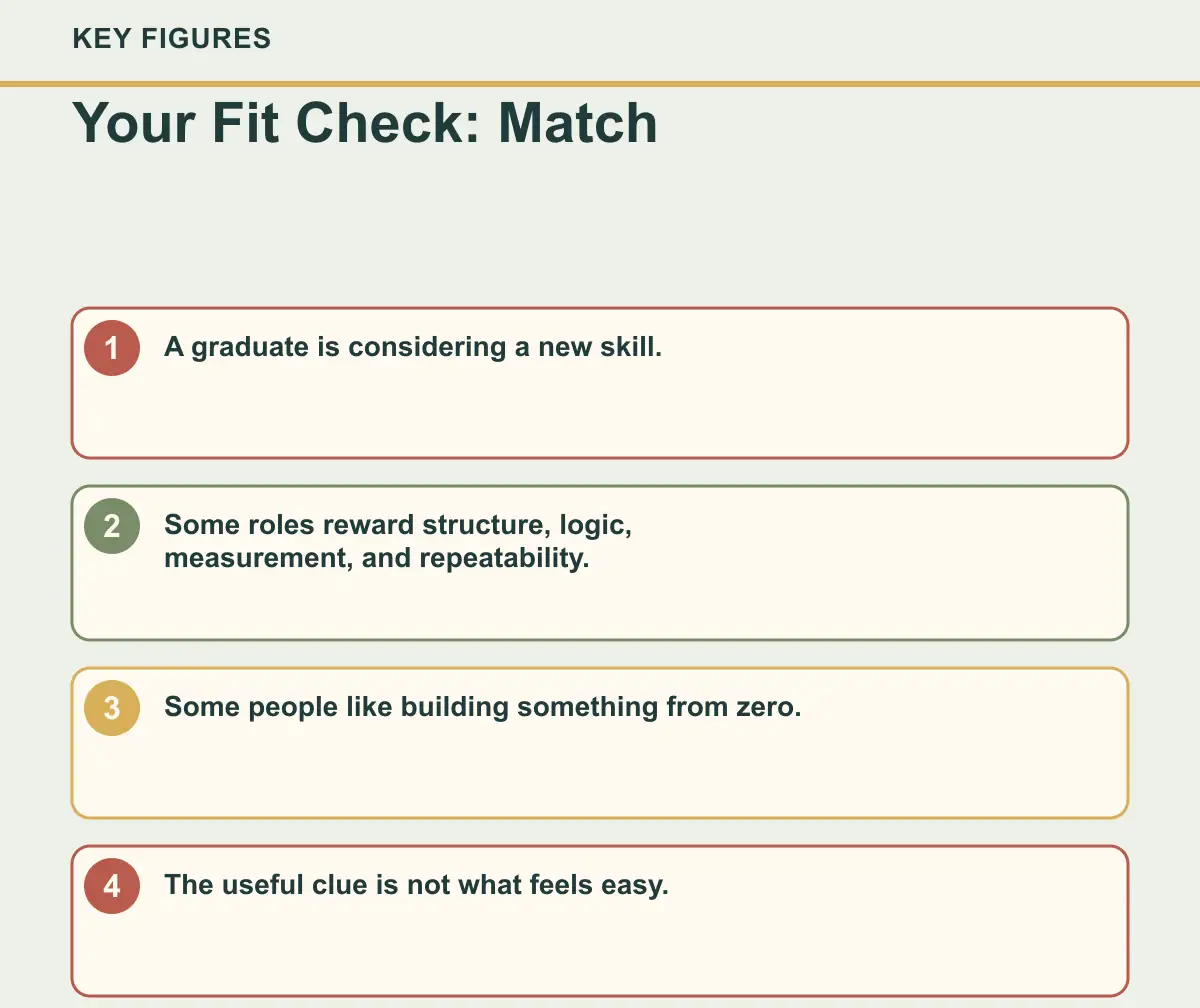 KEY FIGURES
Your Fit Check: Match
1
A graduate is considering a new skill.
2
Some roles reward structure, logic,
measurement, and repeatability.
3
Some people like building something from zero.
4
The useful clue is not what feels easy.